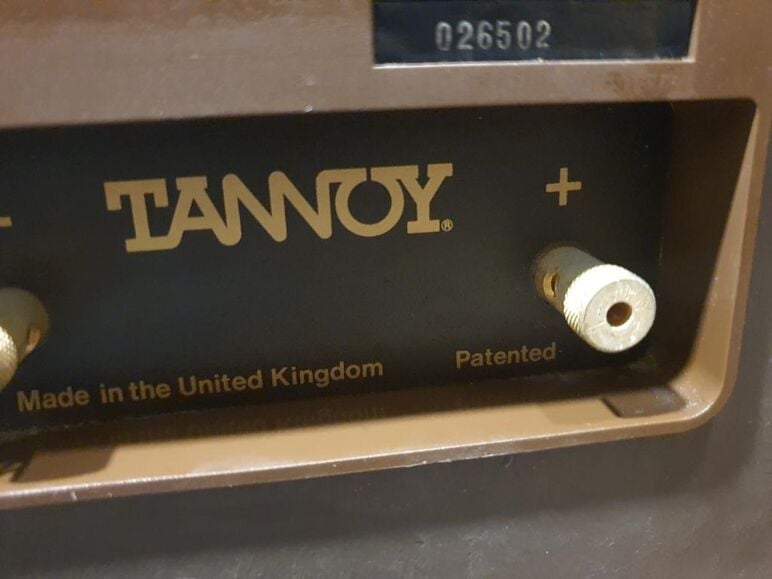 026502
- TANNOY® +
Made in the United Kingdom
Patented